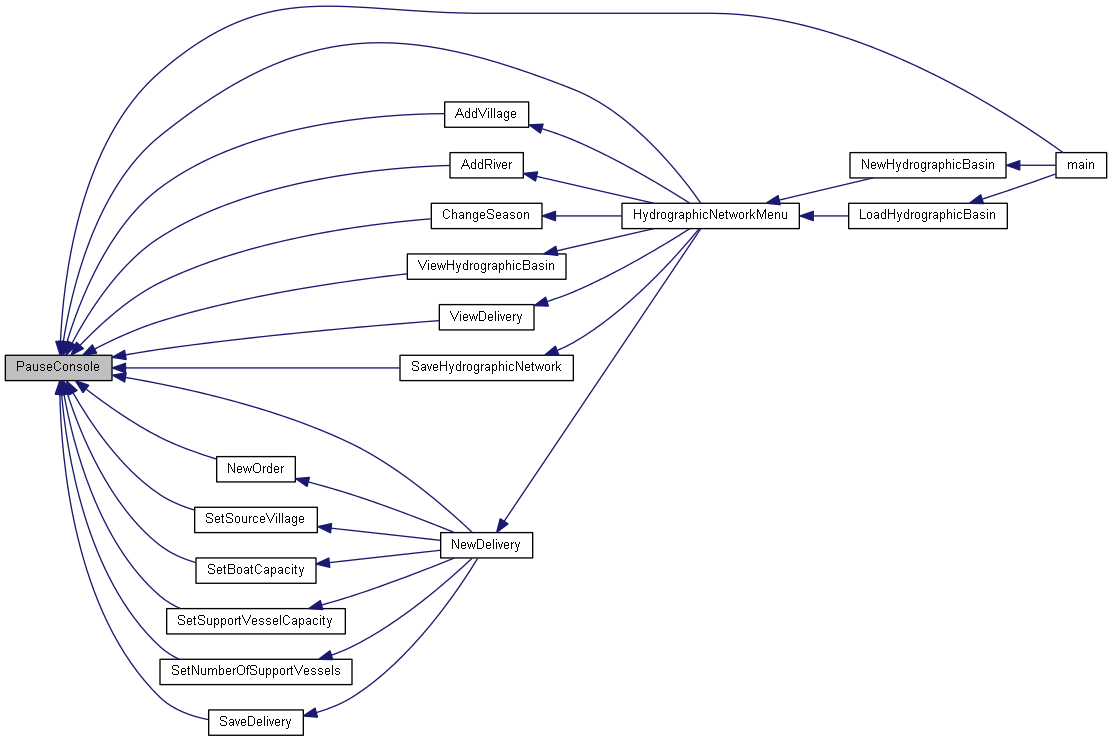 AddVillage
AddRiver
NewHydrographicBasin
main
ChangeSeason
HydrographicNetworkMenu
LoadHydrographicBasin
ViewHydrographicBasin
ViewDelivery
PauseConsole
SaveHydrographicNetwork
NewOrder
SetSourceVillage
NewDelivery
SetBoatCapacity
SetSupportVesselCapacity
SetNumberOfSupportVessels
SaveDelivery